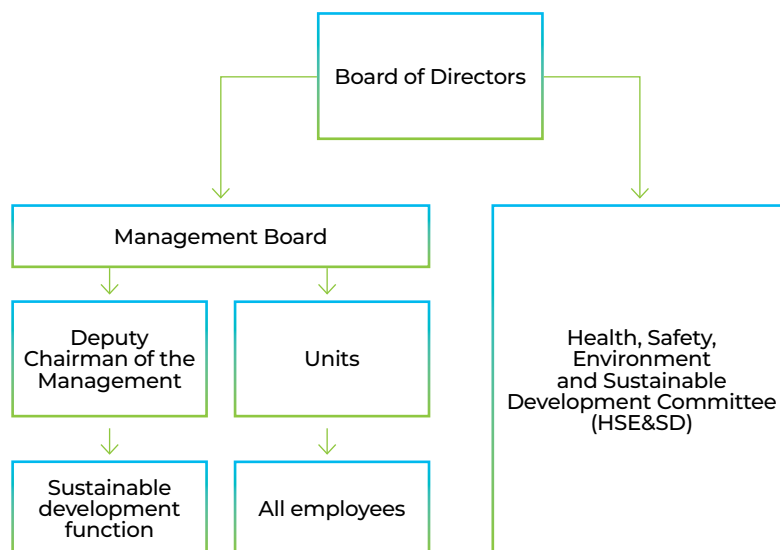 Board of Directors
Management Board
Deputy
Chairman of the
Management
Units
Health, Safety,
Environment
and Sustainable
Development Committee
(HSE&SD)
Sustainable
development
function
All employees